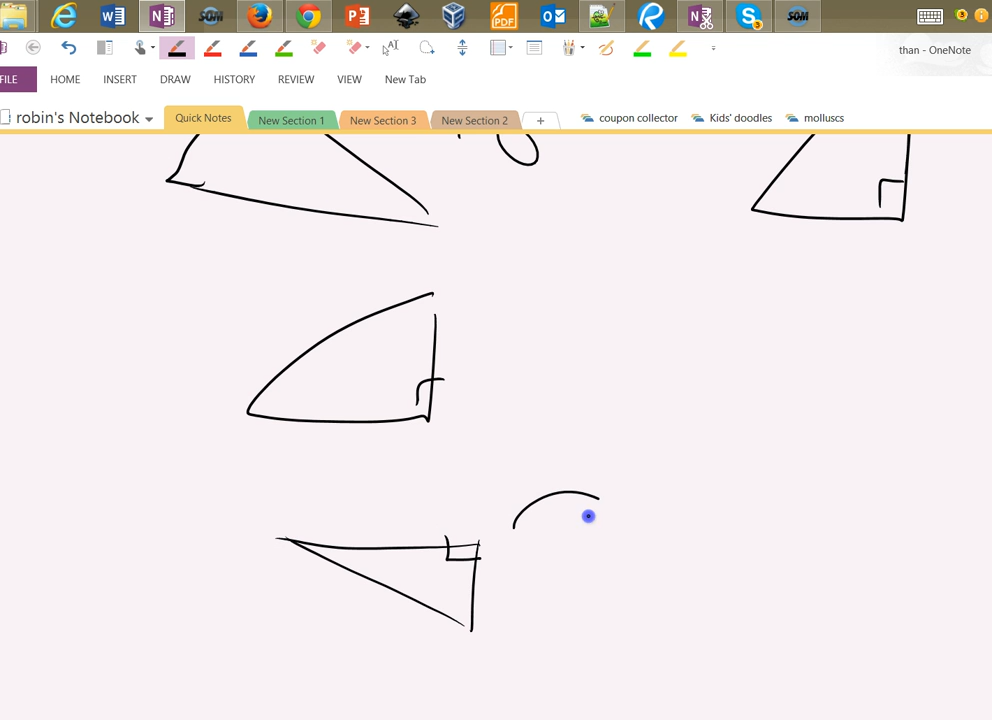 than - OneNote
FILE HOME INSERT DRAW HISTORY REVIEW VIEW New Tab
robin's Notebook Quick Notes New Section 1 New Section 3 New Section 2 + coupon collector Kids' doodles molluscs